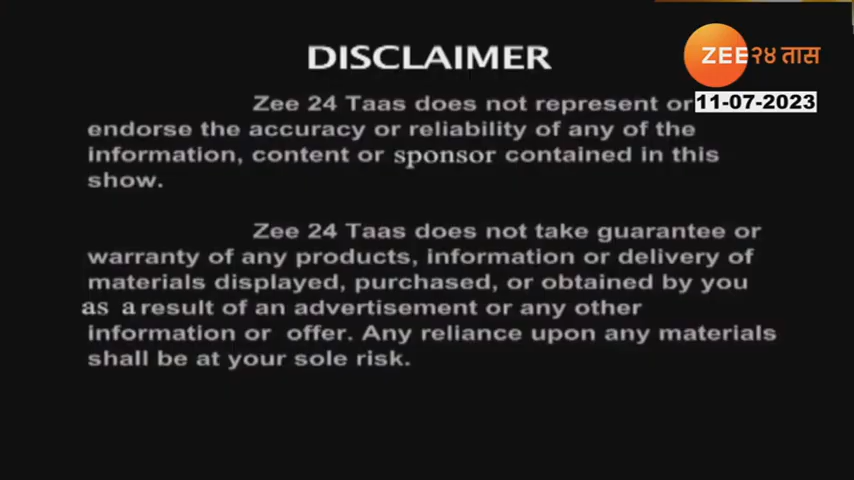 DISCLAIMER
ZEE २४ तास
11-07-2023
Zee 24 Taas does not represent or
endorse the accuracy or reliability of any of the
information, content or sponsor contained in this
show.
Zee 24 Taas does not take guarantee or
warranty of any products, information or delivery of
materials displayed, purchased, or obtained by you
as a result of an advertisement or any other
information or offer. Any reliance upon any materials
shall be at your sole risk.